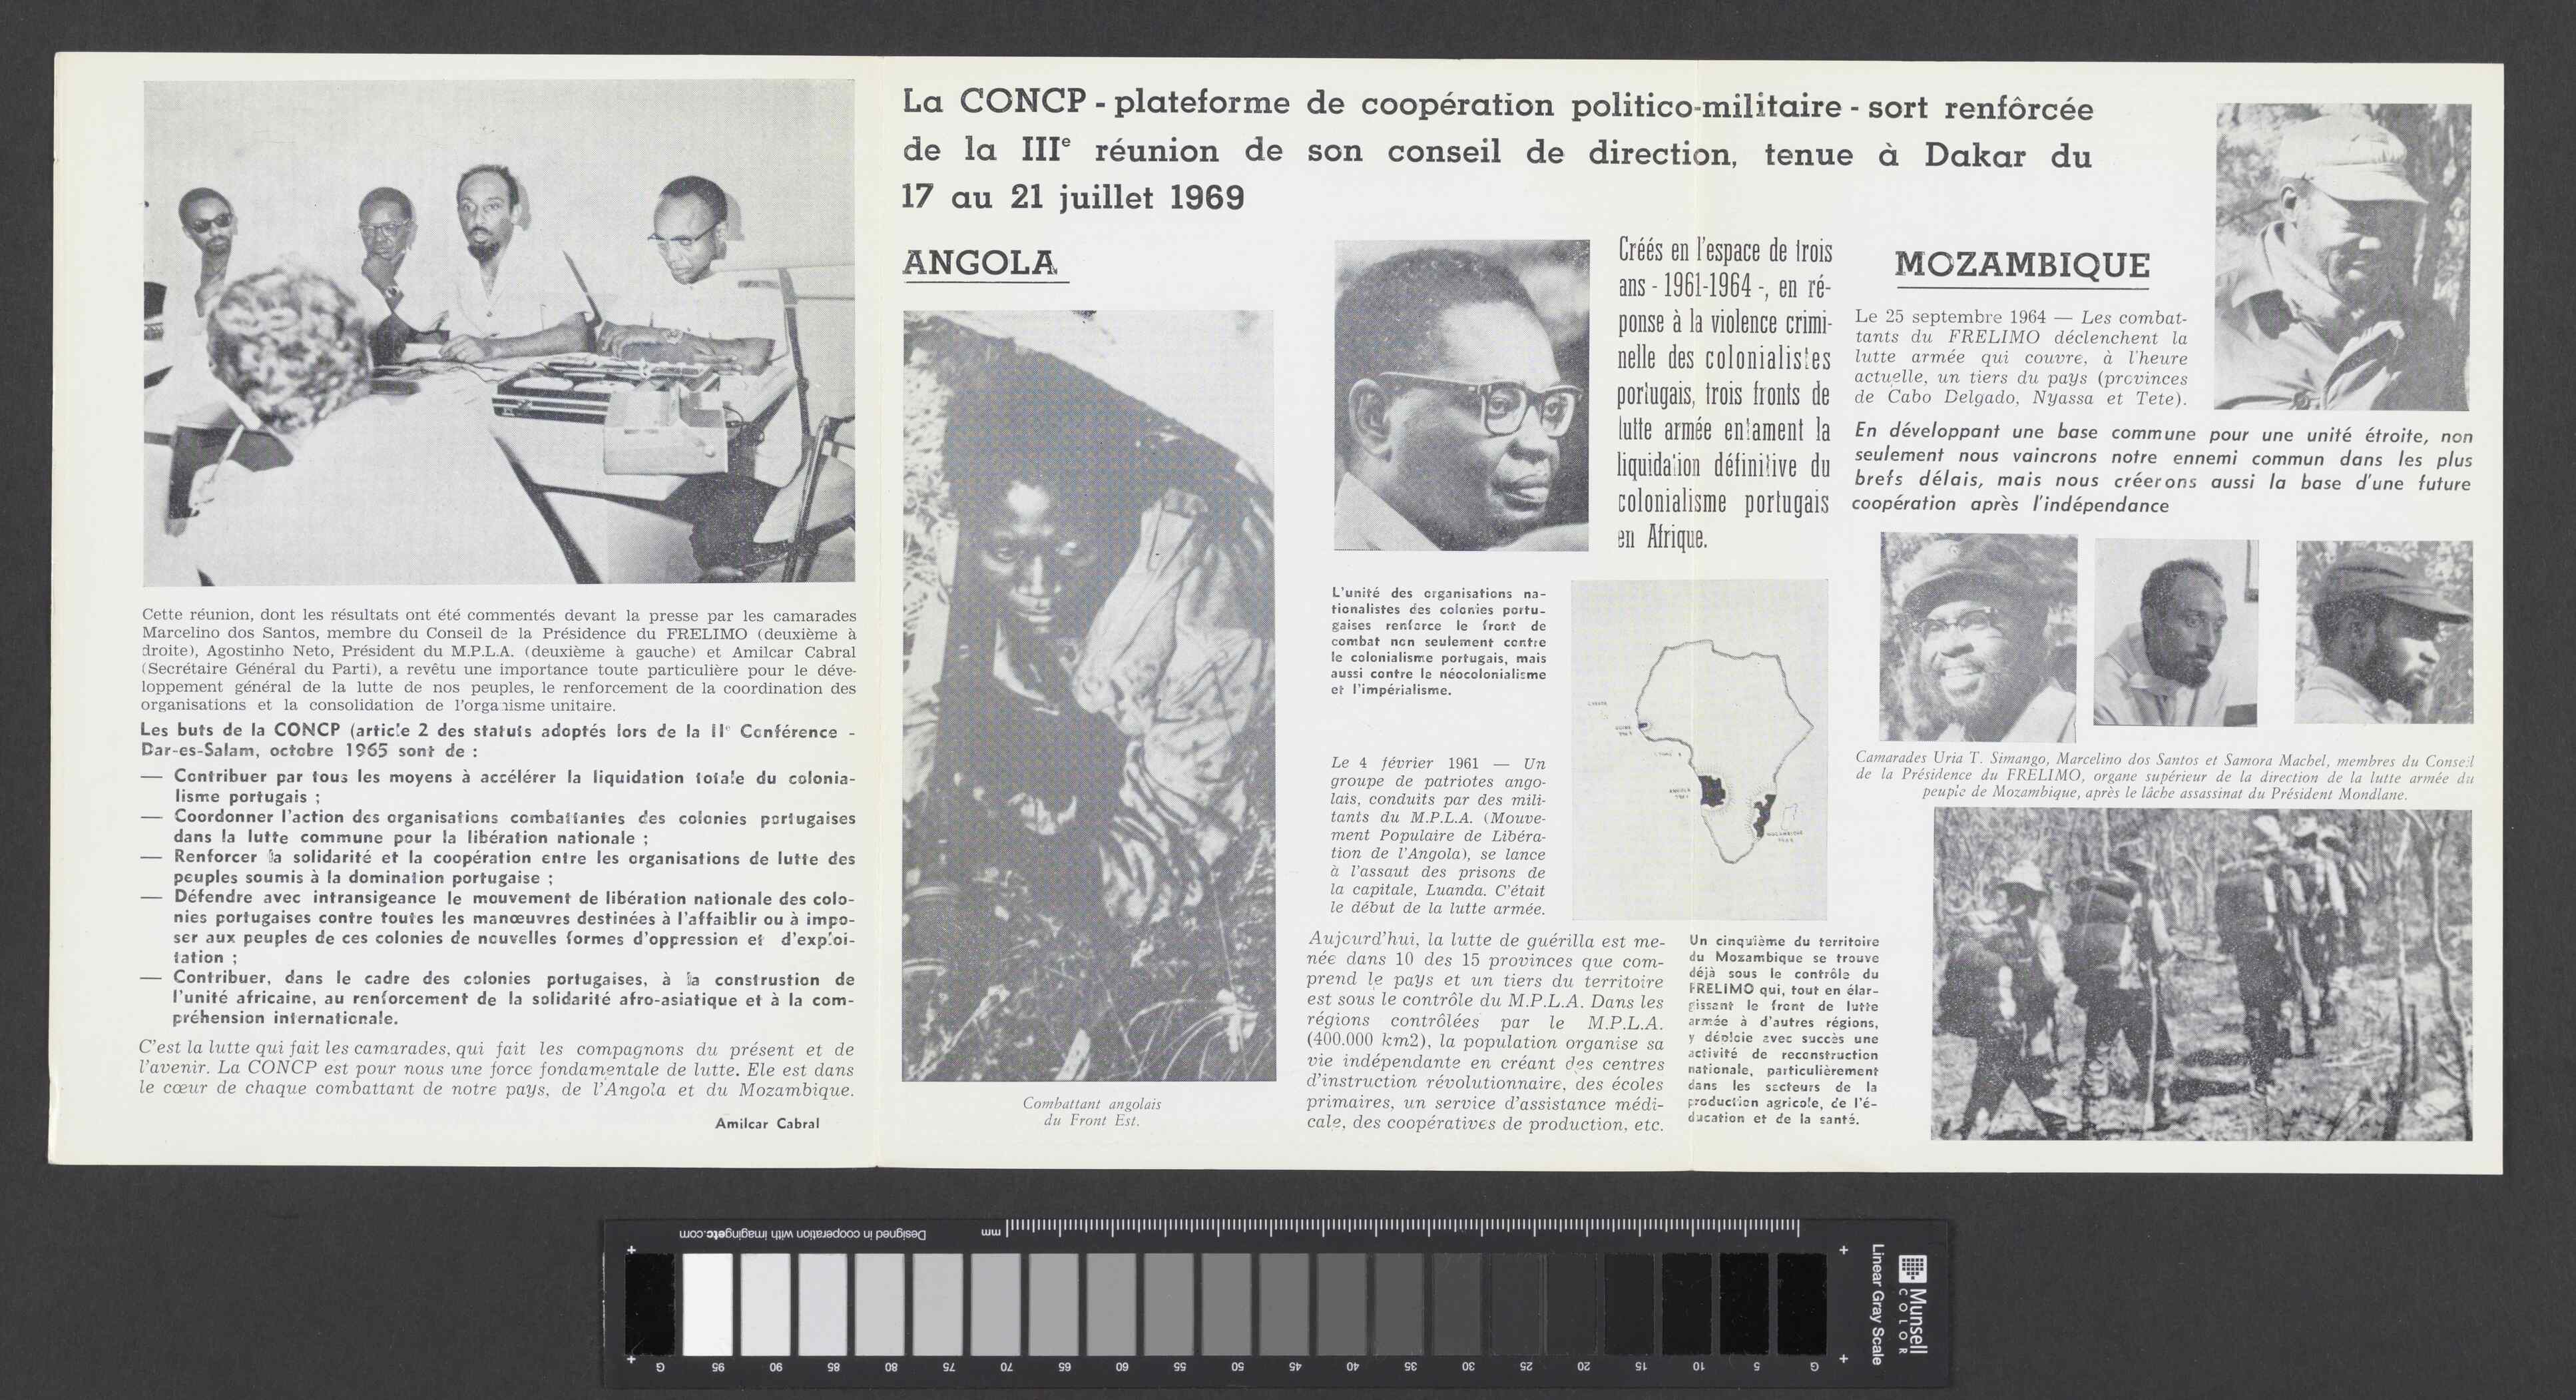 Cette réunion, dont les résultats ont été commentés devant la presse par les camarades
Marcelino dos Santos, membre du Conseil de la Présidence du FRELIMO (deuxième à
droite), Agostinho Neto, Président du M.P.L.A. (deuxième à gauche) et Amilcar Cabral
(Secrétaire Général du Parti), a revêtu une importance toute particulière pour le déve-
loppement général de la lutte de nos peuples, le renforcement de la coordination des
organisations et la consolidation de l'organisme unitaire.
Les buts de la CONCP (article 2 des statuts adoptés lors de la IIe Conférence -
Dar-es-Salam, octobre 1965 sont de :
— Contribuer par tous les moyens à accélérer la liquidation totale du colonia-
lisme portugais ;
— Coordonner l'action des organisations combattantes des colonies portugaises
dans la lutte commune pour la libération nationale ;
— Renforcer la solidarité et la coopération entre les organisations de lutte des
peuples soumis à la domination portugaise ;
— Défendre avec intransigeance le mouvement de libération nationale des colo-
nies portugaises contre toutes les manœuvres destinées à l'affaiblir ou à impo-
ser aux peuples de ces colonies de nouvelles formes d'oppression et d'exploi-
tation ;
— Contribuer, dans le cadre des colonies portugaises, à la construstion de
l'unité africaine, au renforcement de la solidarité afro-asiatique et à la com-
préhension internationale.
C'est la lutte qui fait les camarades, qui fait les compagnons du présent et de
l'avenir. La CONCP est pour nous une force fondamentale de lutte. Ele est dans
le cœur de chaque combattant de notre pays, de l'Angola et du Mozambique.
Amilcar Cabral
La CONCP - plateforme de coopération politico-militaire - sort renfôrcée
de la IIIe réunion de son conseil de direction, tenue à Dakar du
17 au 21 juillet 1969
ANGOLA
Combattant angolais
du Front Est.
L'unité des organisations na-
tionalistes des colonies portu-
gaises renforce le front de
combat non seulement contre
le colonialisme portugais, mais
aussi contre le néocolonialisme
et l'impérialisme.
Le 4 février 1961 — Un
groupe de patriotes ango-
lais, conduits par des mili-
tants du M.P.L.A. (Mouve-
ment Populaire de Libéra-
tion de l'Angola), se lance
à l'assaut des prisons de
la capitale, Luanda. C'était
le début de la lutte armée.
Aujourd'hui, la lutte de guérilla est me-
née dans 10 des 15 provinces que com-
prend le pays et un tiers du territoire
est sous le contrôle du M.P.L.A. Dans les
régions contrôlées par le M.P.L.A.
(400.000 km2), la population organise sa
vie indépendante en créant des centres
d'instruction révolutionnaire, des écoles
primaires, un service d'assistance médi-
cale, des coopératives de production, etc.
Créés en l'espace de trois
ans - 1961-1964 -, en ré-
ponse à la violence crimi-
nelle des colonialistes
portugais, trois fronts de
lutte armée entament la
liquidation définitive du
colonialisme portugais
en Afrique.
ANGOLA
MOZAMBIQUE
Un cinquième du territoire
du Mozambique se trouve
déjà sous le contrôle du
FRELIMO qui, tout en élar-
gissant le front de lutte
armée à d'autres régions,
y déploie avec succès une
activité de reconstruction
nationale, particulièrement
dans les secteurs de la
production agricole, de l'é-
ducation et de la santé.
MOZAMBIQUE
Le 25 septembre 1964 — Les combat-
tants du FRELIMO déclenchent la
lutte armée qui couvre, à l'heure
actuelle, un tiers du pays (provinces
de Cabo Delgado, Nyassa et Tete).
En développant une base commune pour une unité étroite, non
seulement nous vaincrons notre ennemi commun dans les plus
brefs délais, mais nous créerons aussi la base d'une future
coopération après l'indépendance
Camarades Uria T. Simango, Marcelino dos Santos et Samora Machel, membres du Conseil
de la Présidence du FRELIMO, organe supérieur de la direction de la lutte armée du
peuple de Mozambique, après le lâche assassinat du Président Mondlane.
Designed in cooperation with imagingetc.com
mm
G 95 90 85 80 75 70 65 60 55 50 45 40 35 30 25 20 15 10 5 G
Linear Gray Scale
Munsell
COLOR